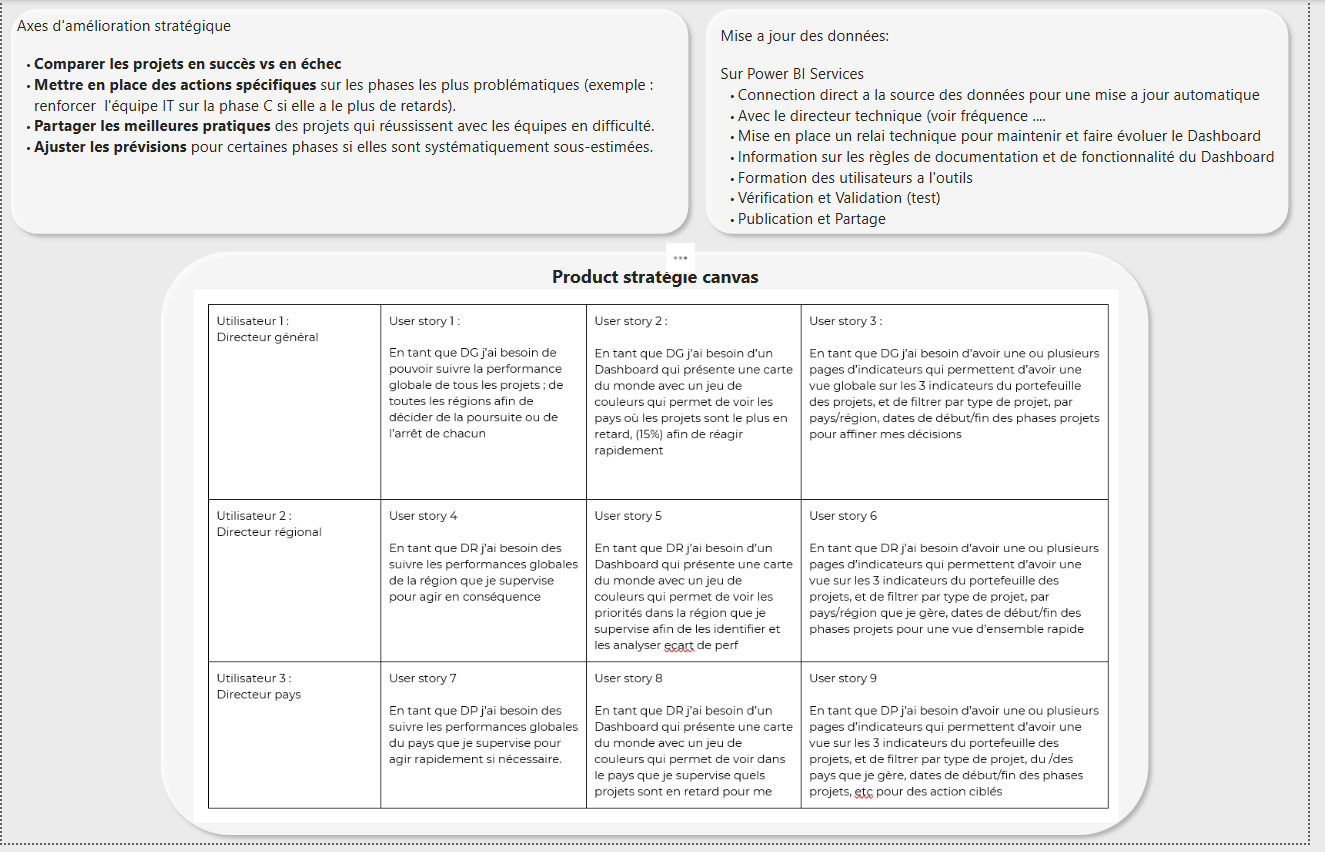 Axes d'amélioration stratégique
• Comparer les projets en succès vs en échec
• Mettre en place des actions spécifiques sur les phases les plus problématiques (exemple :
renforcer l'équipe IT sur la phase C si elle a le plus de retards).
• Partager les meilleures pratiques des projets qui réussissent avec les équipes en difficulté.
• Ajuster les prévisions pour certaines phases si elles sont systématiquement sous-estimées.
Mise a jour des données:
Sur Power BI Services
• Connection direct a la source des données pour une mise a jour automatique
• Avec le directeur technique (voir fréquence ....
• Mise en place un relai technique pour maintenir et faire évoluer le Dashboard
• Information sur les règles de documentation et de fonctionnalité du Dashboard
• Formation des utilisateurs a l'outils
• Vérification et Validation (test)
• Publication et Partage
Product stratégie canvas
Utilisateur 1 :
Directeur général
User story 1 :
En tant que DG j'ai besoin de
pouvoir suivre la performance
globale de tous les projets ; de
toutes les régions afin de
décider de la poursuite ou de
l'arrêt de chacun
User story 2 :
En tant que DG j'ai besoin d'un
Dashboard qui présente une carte
du monde avec un jeu de
couleurs qui permet de voir les
pays où les projets sont le plus en
retard, (15%) afin de réagir
rapidement
User story 3 :
En tant que DG j'ai besoin d'avoir une ou plusieurs
pages d'indicateurs qui permettent d'avoir une
vue globale sur les 3 indicateurs du portefeuille
des projets, et de filtrer par type de projet, par
pays/région, dates de début/fin des phases projets
pour affiner mes décisions
Utilisateur 2 :
Directeur régional
User story 4
En tant que DR j'ai besoin des
suivre les performances globales
de la région que je supervise
pour agir en conséquence
User story 5
En tant que DR j'ai besoin d'un
Dashboard qui présente une carte
du monde avec un jeu de
couleurs qui permet de voir les
priorités dans la région que je
supervise afin de les identifier et
les analyser ecart de perf
User story 6
En tant que DR j'ai besoin d'avoir une ou plusieurs
pages d'indicateurs qui permettent d'avoir une
vue sur les 3 indicateurs du portefeuille des
projets, et de filtrer par type de projet, par
pays/région que je gère, dates de début/fin des
phases projets pour une vue d'ensemble rapide
Utilisateur 3 :
Directeur pays
User story 7
En tant que DP j'ai besoin des
suivre les performances globales
du pays que je supervise pour
agir rapidement si nécessaire.
User story 8
En tant que DR j'ai besoin d'un
Dashboard qui présente une carte
du monde avec un jeu de
couleurs qui permet de voir dans
le pays que je supervise quels
projets sont en retard pour me
User story 9
En tant que DP j'ai besoin d'avoir une ou plusieurs
pages d'indicateurs qui permettent d'avoir une
vue sur les 3 indicateurs du portefeuille des
projets, et de filtrer par type de projet, du /des
pays que je gère, dates de début/fin des phases
projets, etc pour des action ciblés